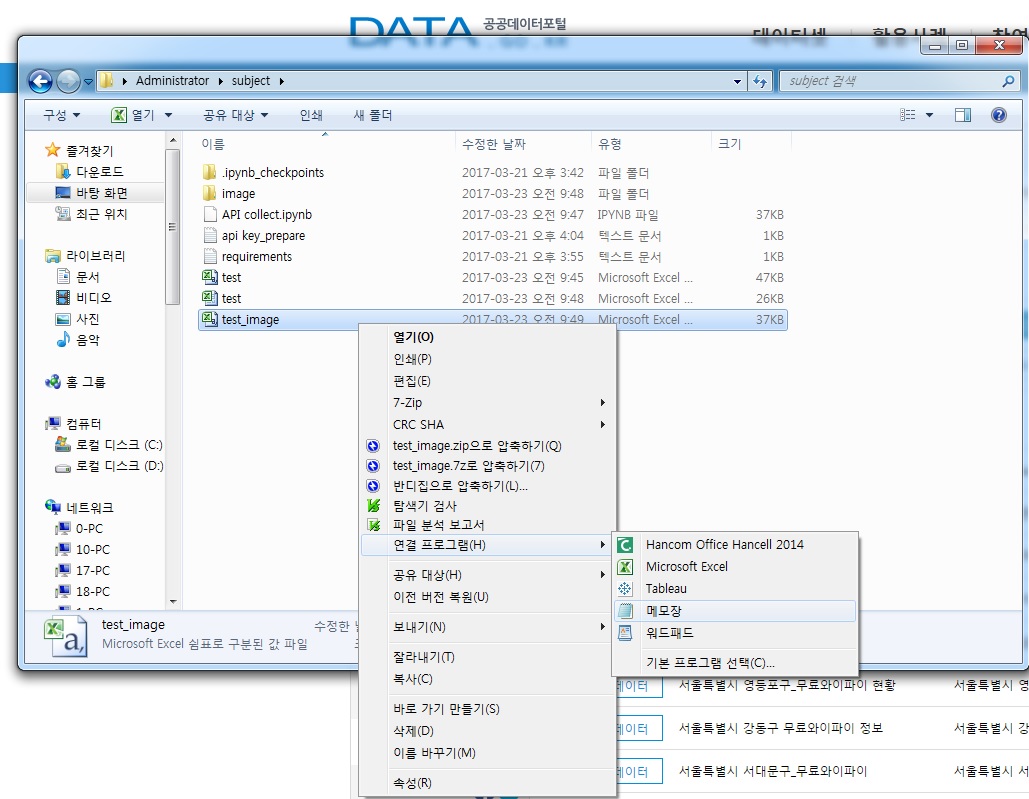 DATA 공공데이터포털
Administrator subject
subject 검색
구성 열기 공유 대상 인쇄 새 폴더
이름 수정한 날짜 유형 크기
즐겨찾기
다운로드
바탕 화면
최근 위치
라이브러리
문서
비디오
사진
음악
홈 그룹
컴퓨터
로컬 디스크 (C:)
로컬 디스크 (D:)
네트워크
0-PC
10-PC
17-PC
18-PC
.ipynb_checkpoints 2017-03-21 오후 3:42 파일 폴더
image 2017-03-23 오전 9:48 파일 폴더
API collect.ipynb 2017-03-23 오전 9:47 IPYNB 파일 37KB
api key_prepare 2017-03-21 오후 4:04 텍스트 문서 1KB
requirements 2017-03-21 오후 3:55 텍스트 문서 1KB
test 2017-03-23 오전 9:45 Microsoft Excel ... 47KB
test 2017-03-23 오전 9:48 Microsoft Excel ... 26KB
test_image 2017-03-23 오전 9:49 Microsoft Excel ... 37KB
열기(O)
인쇄(P)
편집(E)
7-Zip
CRC SHA
test_image.zip으로 압축하기(Q)
test_image.7z로 압축하기(7)
반디집으로 압축하기(L)...
탐색기 검사
파일 분석 보고서
연결 프로그램(H)
공유 대상(H)
이전 버전 복원(U)
보내기(N)
잘라내기(T)
복사(C)
바로 가기 만들기(S)
삭제(D)
이름 바꾸기(M)
속성(R)
Hancom Office Hancell 2014
Microsoft Excel
Tableau
메모장
워드패드
기본 프로그램 선택(C)...
test_image 수정한
Microsoft Excel 쉼표로 구분된 값 파일
데이터 서울특별시 영등포구_무료와이파이 현황 서울특별시 영
데이터 서울특별시 강동구 무료와이파이 정보 서울특별시 강
데이터 서울특별시 서대문구_무료와이파이 서울특별시 서